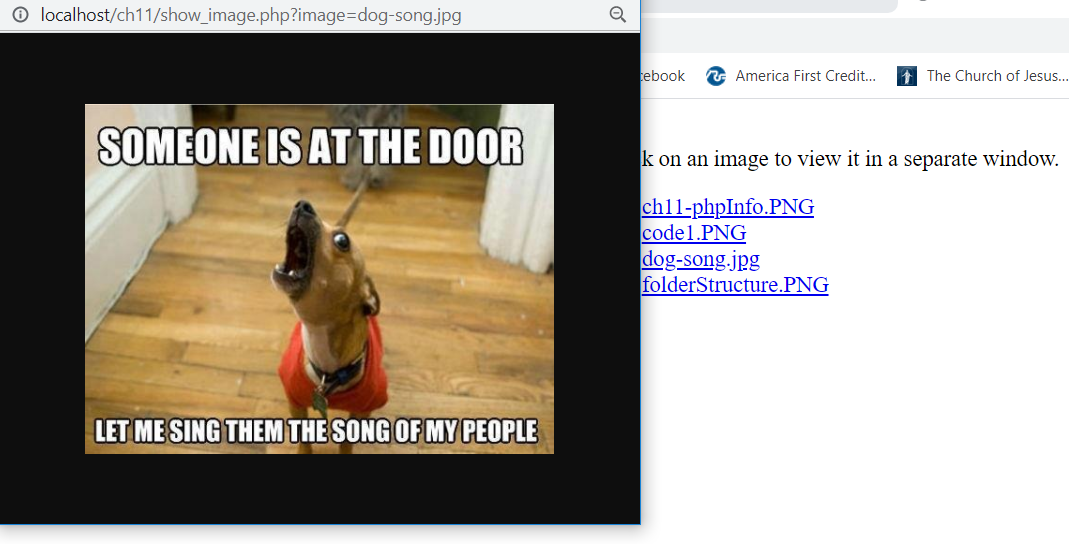 localhost/ch11/show_image.php?image=dog-song.jpg
SOMEONE IS AT THE DOOR
LET ME SING THEM THE SONG OF MY PEOPLE
ebook
America First Credit...
The Church of Jesus...
k on an image to view it in a separate window.
ch11-phpInfo.PNG
code1.PNG
dog-song.jpg
folderStructure.PNG